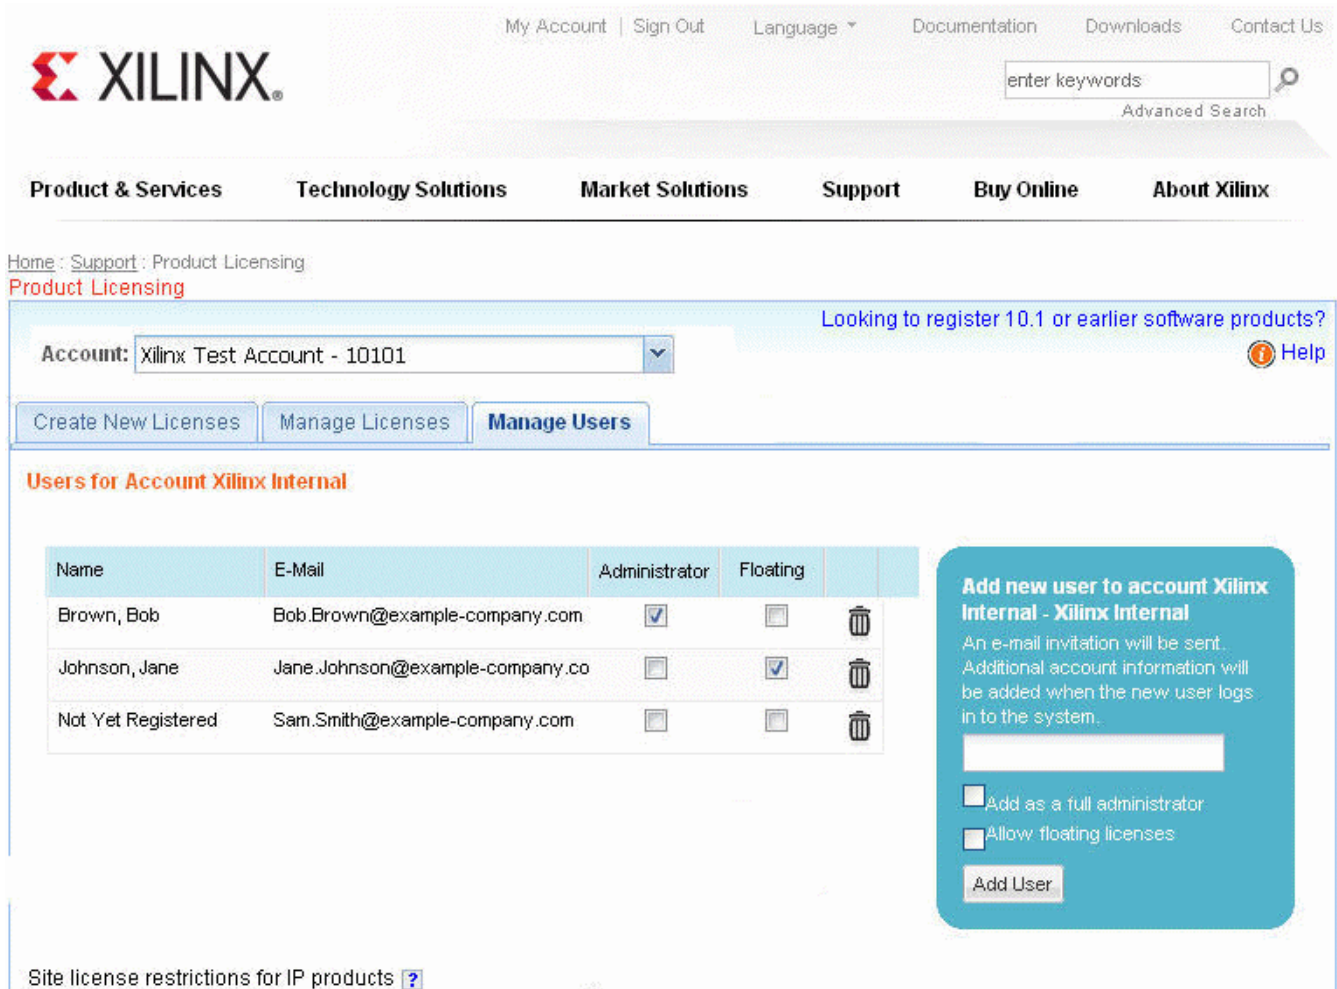 My Account | Sign Out Language Documentation Downloads Contact Us
XILINX®
enter keywords
Advanced Search
Product & Services Technology Solutions Market Solutions Support Buy Online About Xilinx
Home : Support : Product Licensing
Product Licensing
Looking to register 10.1 or earlier software products?
Account: Xilinx Test Account - 10101
Help
Create New Licenses Manage Licenses Manage Users
Users for Account Xilinx Internal
Name E-Mail Administrator Floating
Brown, Bob Bob.Brown@example-company.com
Johnson, Jane Jane.Johnson@example-company.co
Not Yet Registered Sam.Smith@example-company.com
Add new user to account Xilinx
Internal - Xilinx Internal
An e-mail invitation will be sent.
Additional account information will
be added when the new user logs
in to the system.
Add as a full administrator
Allow floating licenses
Add User
Site license restrictions for IP products ?